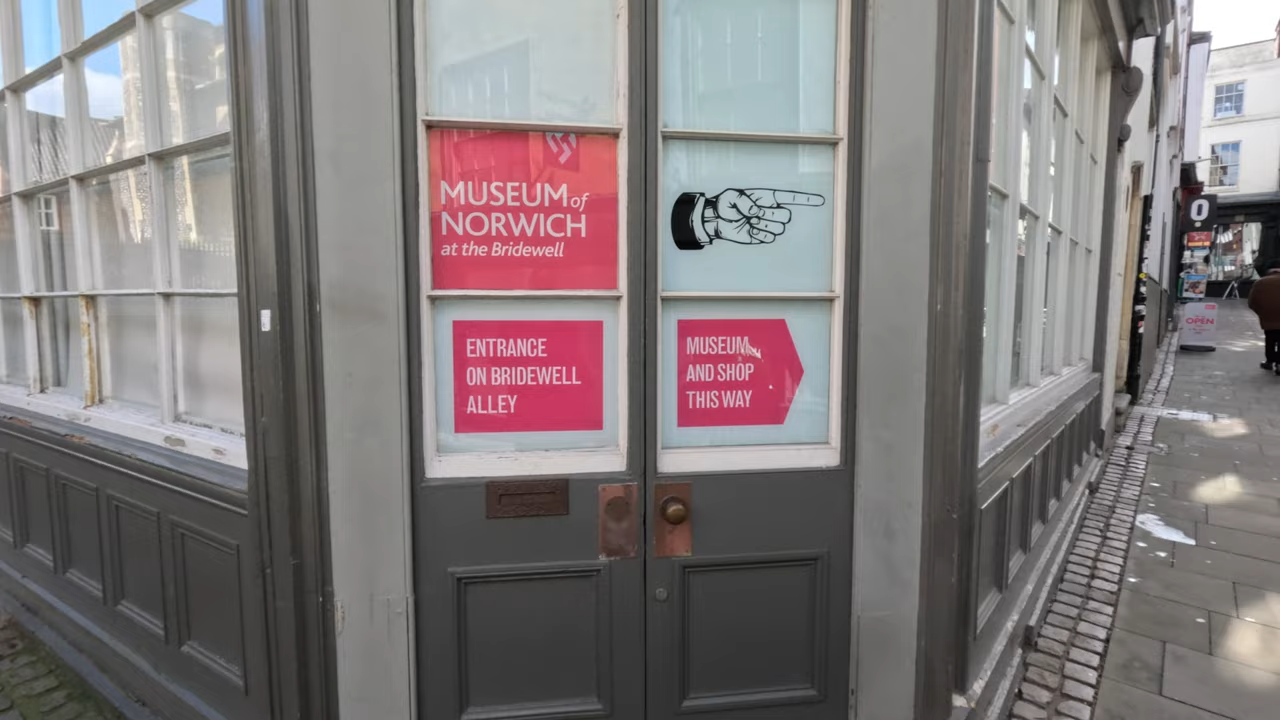 MUSEUM of
NORWICH
at the Bridewell
ENTRANCE
ON BRIDEWELL
ALLEY
MUSEUM
AND SHOP
THIS WAY
O
OPEN